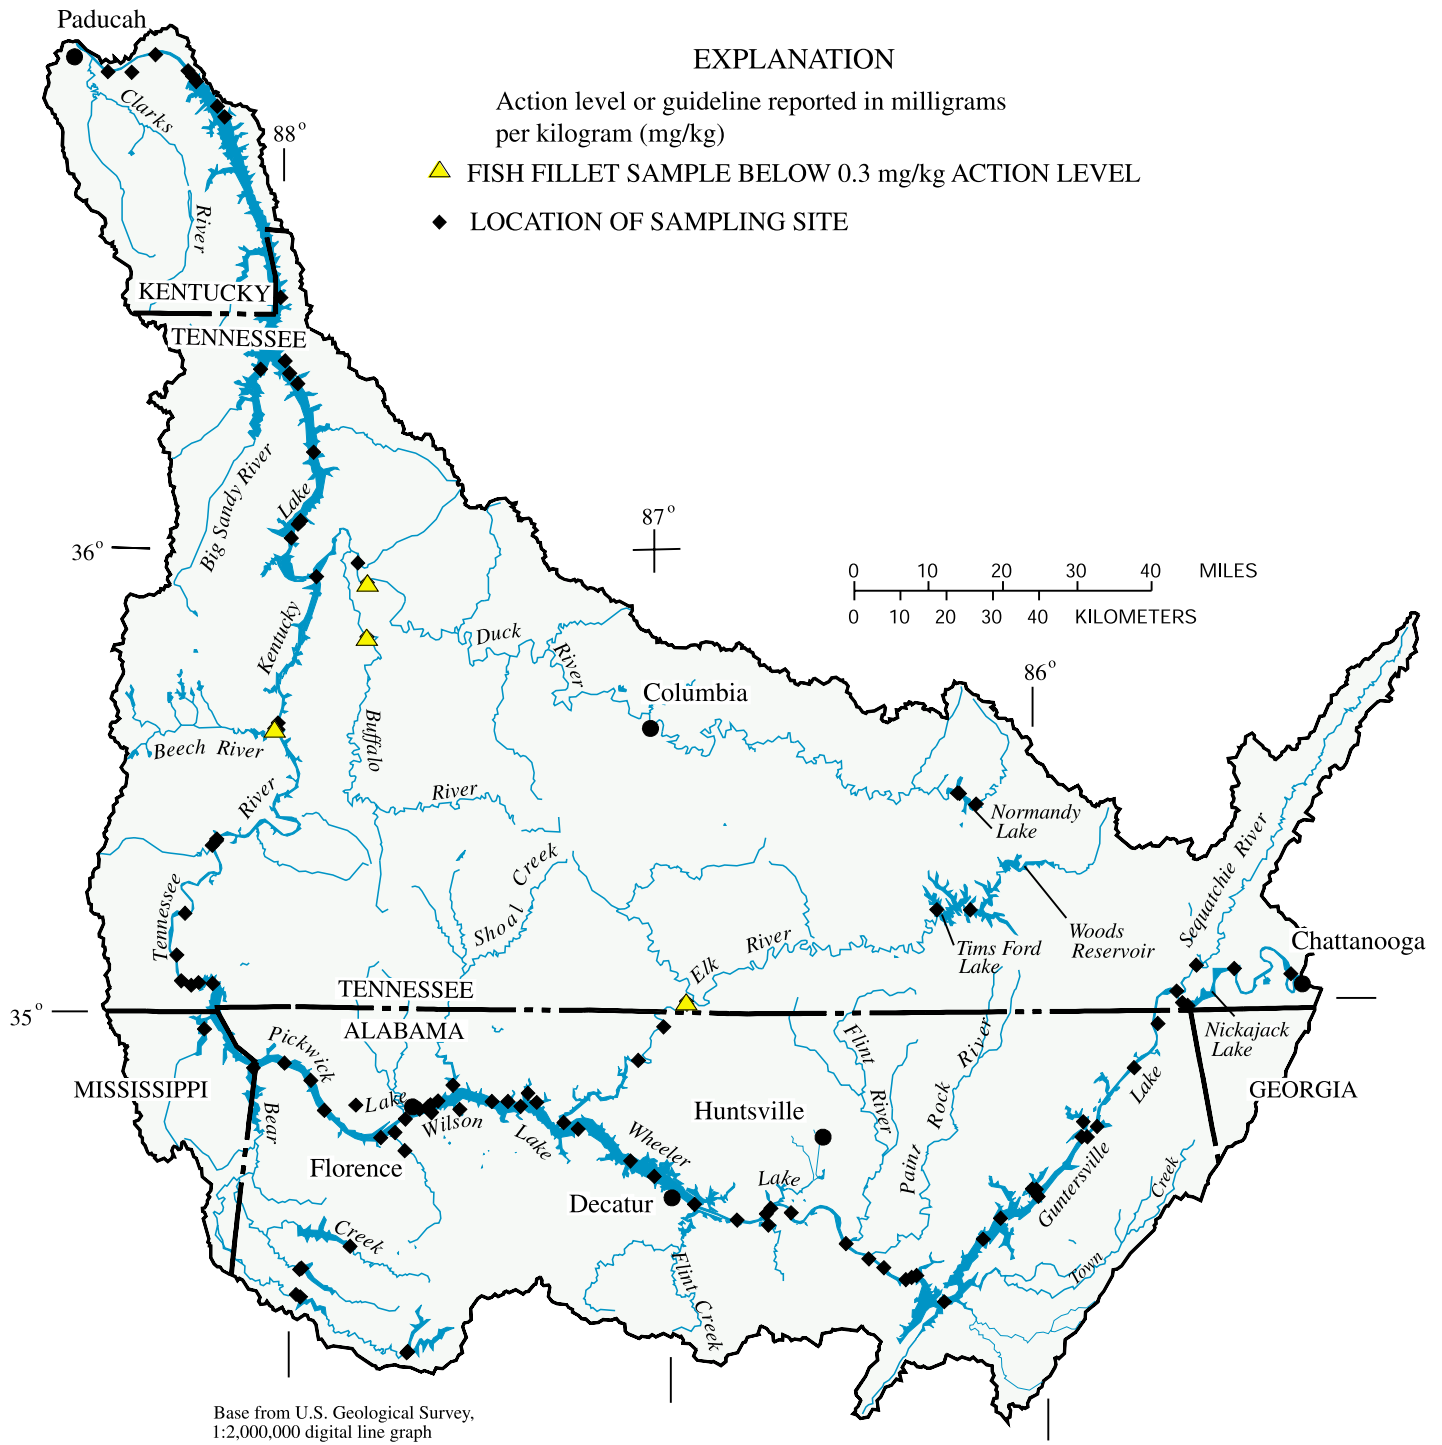 Paducah
EXPLANATION
Action level or guideline reported in milligrams
per kilogram (mg/kg)
FISH FILLET SAMPLE BELOW 0.3 mg/kg ACTION LEVEL
LOCATION OF SAMPLING SITE
Clarks
River
88°
KENTUCKY
TENNESSEE
Big Sandy River
Lake
Kentucky
36°
87°
0 10 20 30 40 MILES
0 10 20 30 40 KILOMETERS
Duck
River
Columbia
86°
Buffalo
River
Beech River
River
Normandy
Lake
Tennessee
Shoal Creek
Elk
River
Tims Ford
Lake
Woods
Reservoir
Sequatchie River
Chattanooga
35°
TENNESSEE
ALABAMA
Nickajack
Lake
MISSISSIPPI
GEORGIA
Pickwick
Lake
Bear
Creek
Wilson
Lake
Florence
Wheeler
Lake
Decatur
Huntsville
Flint
River
Paint Rock River
Lake
Guntersville
Town
Creek
Flint Creek
Base from U.S. Geological Survey,
1:2,000,000 digital line graph